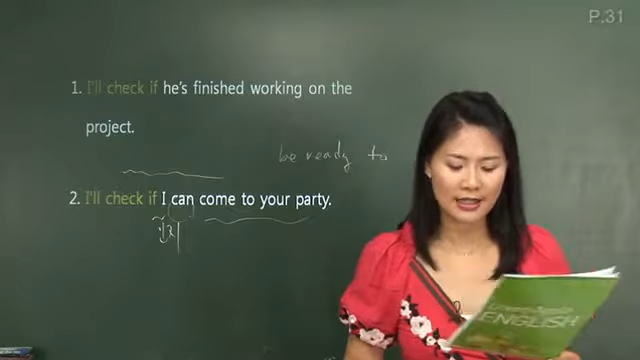 P.31
1. I'll check if he's finished working on the
project.
be ready to
2. I'll check if I can come to your party.
ENGLISH